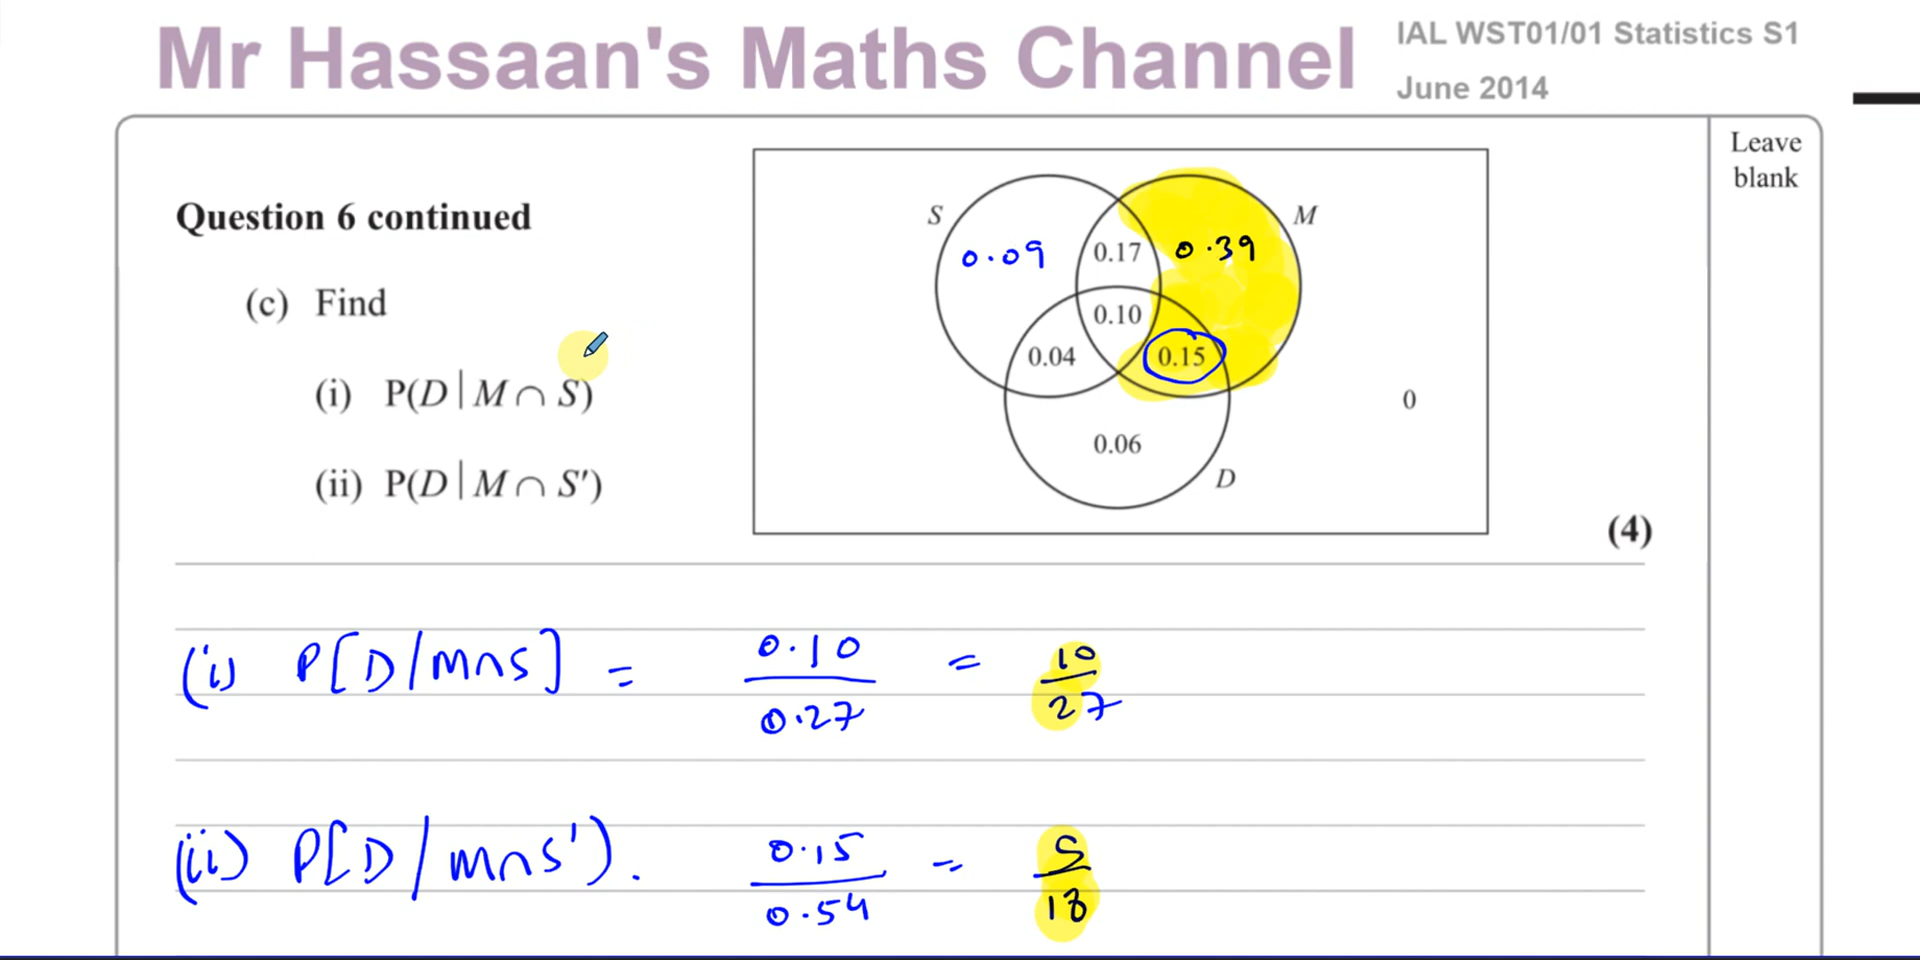 Mr Hassaan's Maths Channel
IAL WST01/01 Statistics S1
June 2014
Leave
blank
Question 6 continued
(c) Find
(i) P(D | M ∩ S)
(ii) P(D | M ∩ S′)
S
M
0.09
0.17
0.39
0.10
0.04
0.15
0
0.06
D
(4)
(i) P[D/M∩S] = 0.10/0.27 = 10/27
(ii) P[D/M∩S'). 0.15/0.54 = 5/18